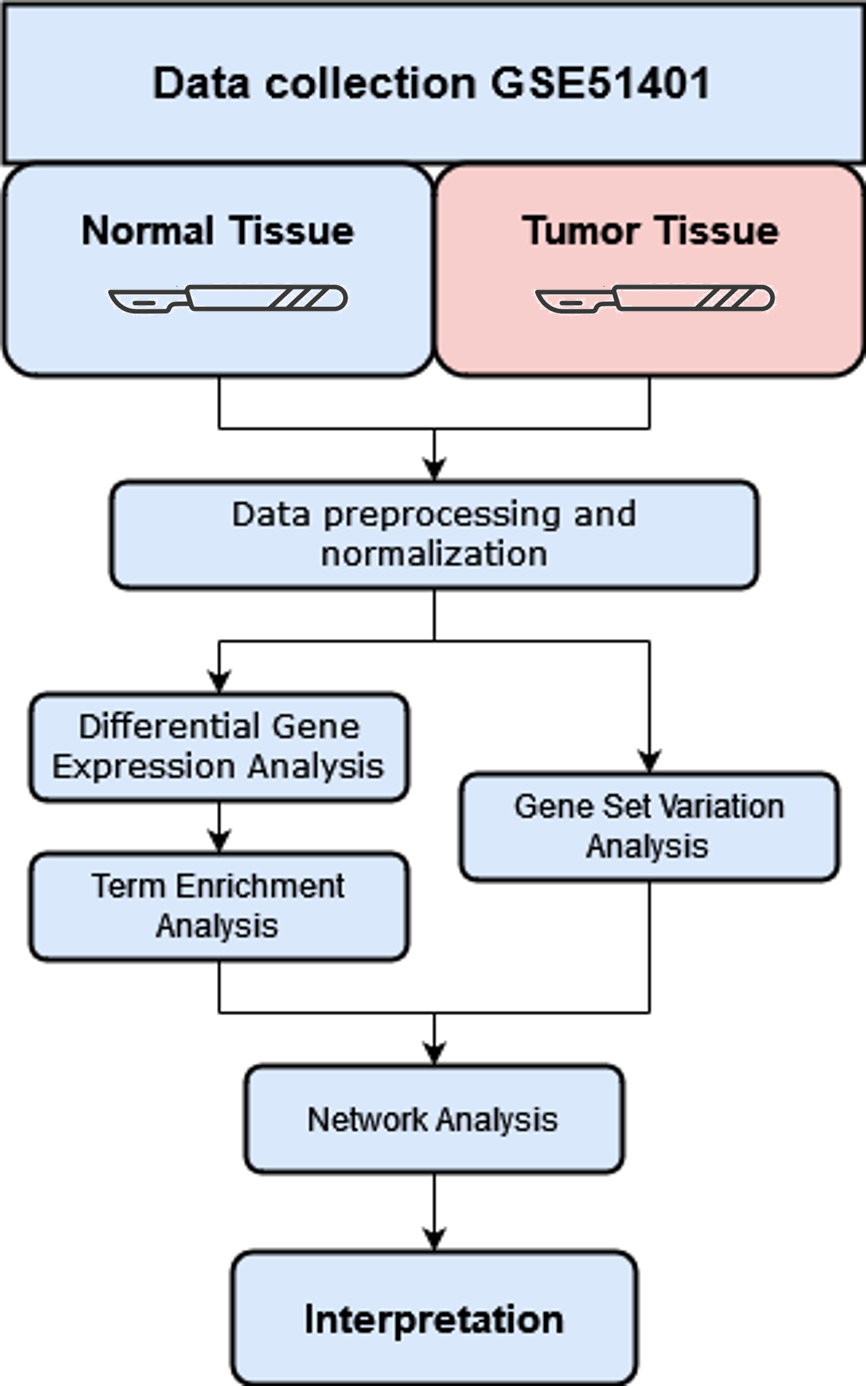 Data collection GSE51401
Normal Tissue
Tumor Tissue
Data preprocessing and
normalization
Differential Gene
Expression Analysis
Gene Set Variation
Analysis
Term Enrichment
Analysis
Network Analysis
Interpretation